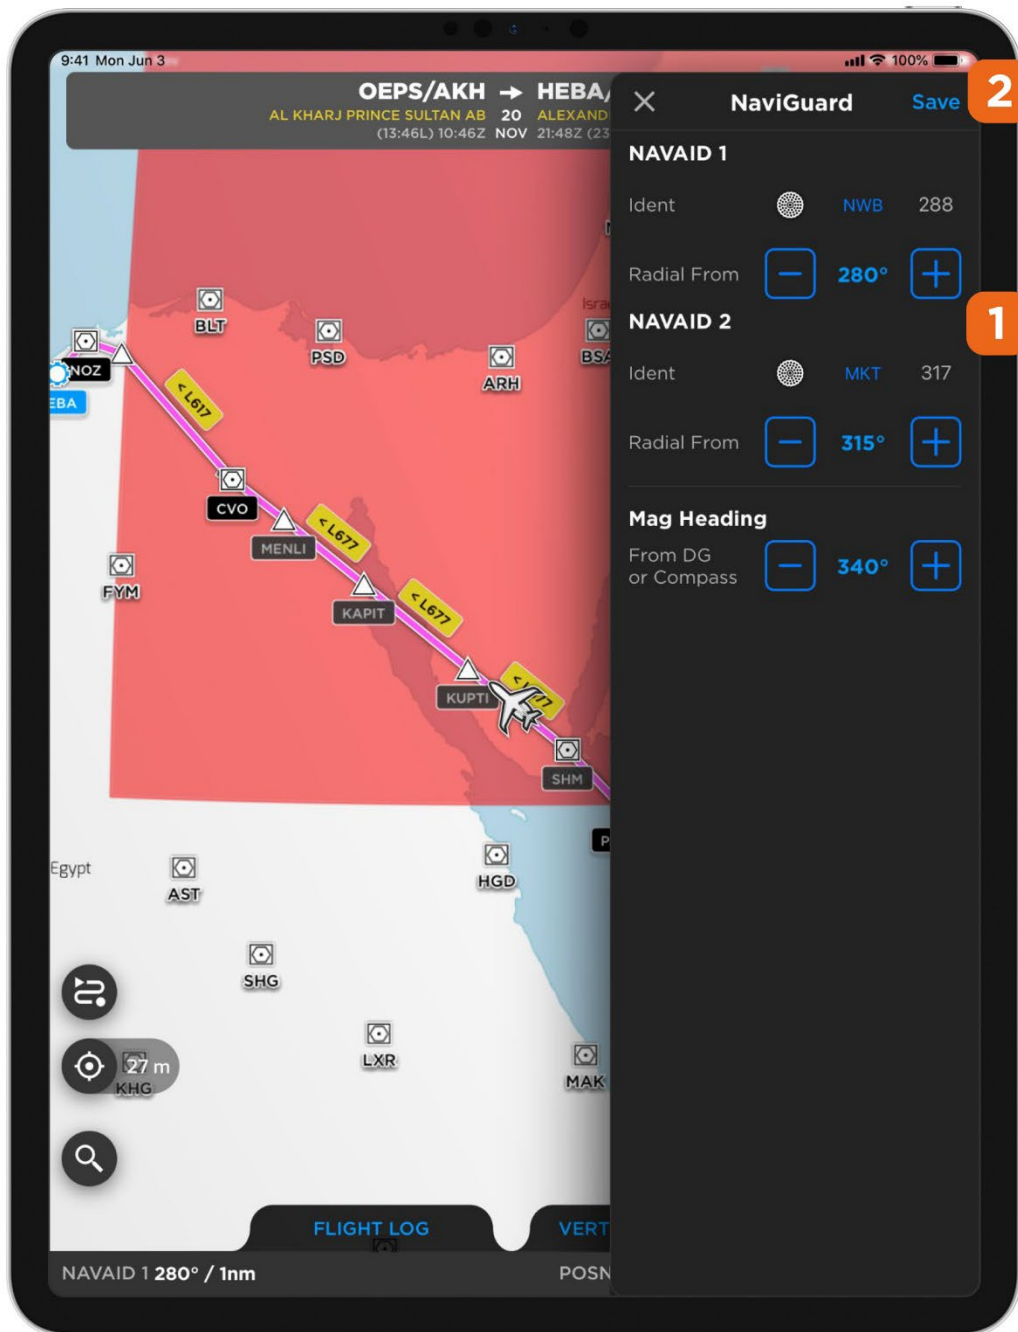 9:41 Mon Jun 3
100%
OEPS/AKH → HEBA/
AL KHARJ PRINCE SULTAN AB 20 ALEXAND
(13:46L) 10:46Z NOV 21:48Z (23
NaviGuard
Save
2
NAVAID 1
Ident NWB 288
Radial From − 280° +
NAVAID 2
1
Ident MKT 317
Radial From − 315° +
Mag Heading
From DG
or Compass − 340° +
Israe
BLT
PSD
BSA
ARH
NOZ
EBA
< L617
CVO
< L677
MENLI
FYM
KAPIT
< L677
KUPTI
SHM
P
Egypt
HGD
AST
SHG
LXR
27 m
KHG
MAK
FLIGHT LOG
VERT
NAVAID 1 280° / 1nm
POSN